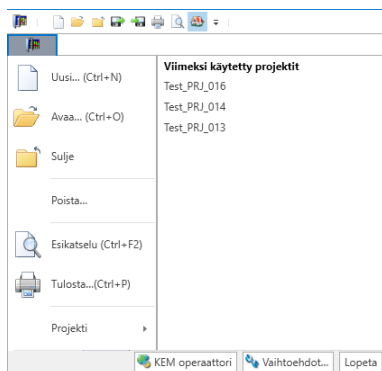 Uusi... (Ctrl+N)
Avaa... (Ctrl+O)
Sulje
Poista...
Esikatselu (Ctrl+F2)
Tulosta...(Ctrl+P)
Projekti
Viimeksi käytetty projektit
Test_PRJ_016
Test_PRJ_014
Test_PRJ_013
KEM operaattori
Vaihtoehdot...
Lopeta